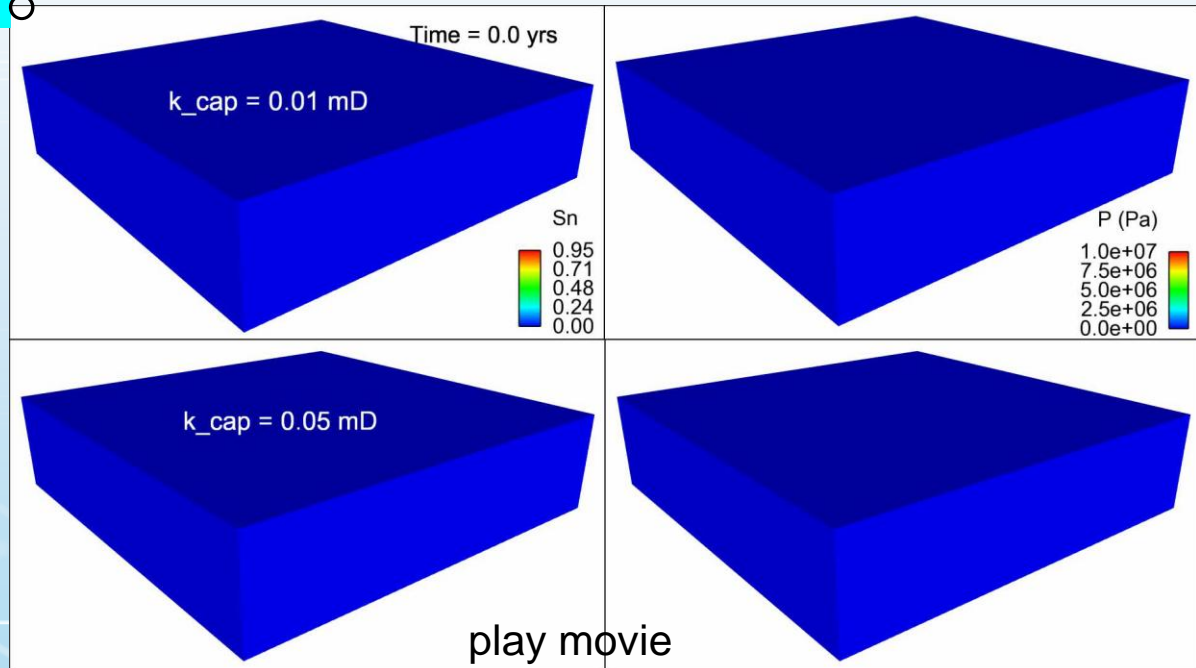 Time = 0.0 yrs
k_cap = 0.01 mD
Sn
0.95
0.71
0.48
0.24
0.00
P (Pa)
1.0e+07
7.5e+06
5.0e+06
2.5e+06
0.0e+00
k_cap = 0.05 mD
play movie